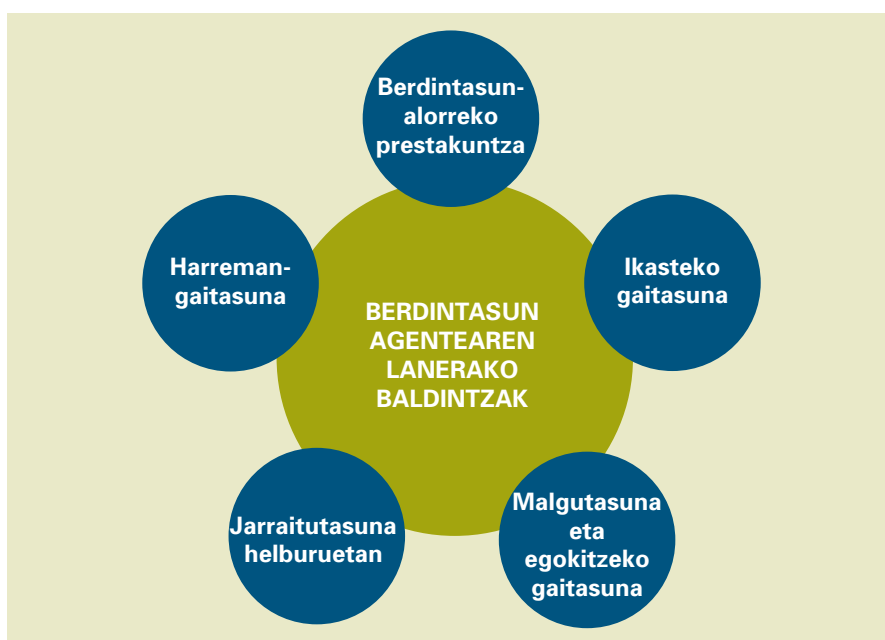 Berdintasun-
alorreko
prestakuntza
Harreman-
gaitasuna
Ikasteko
gaitasuna
BERDINTASUN
AGENTEAREN
LANERAKO
BALDINTZAK
Jarraitutasuna
helburuetan
Malgutasuna
eta
egokitzeko
gaitasuna